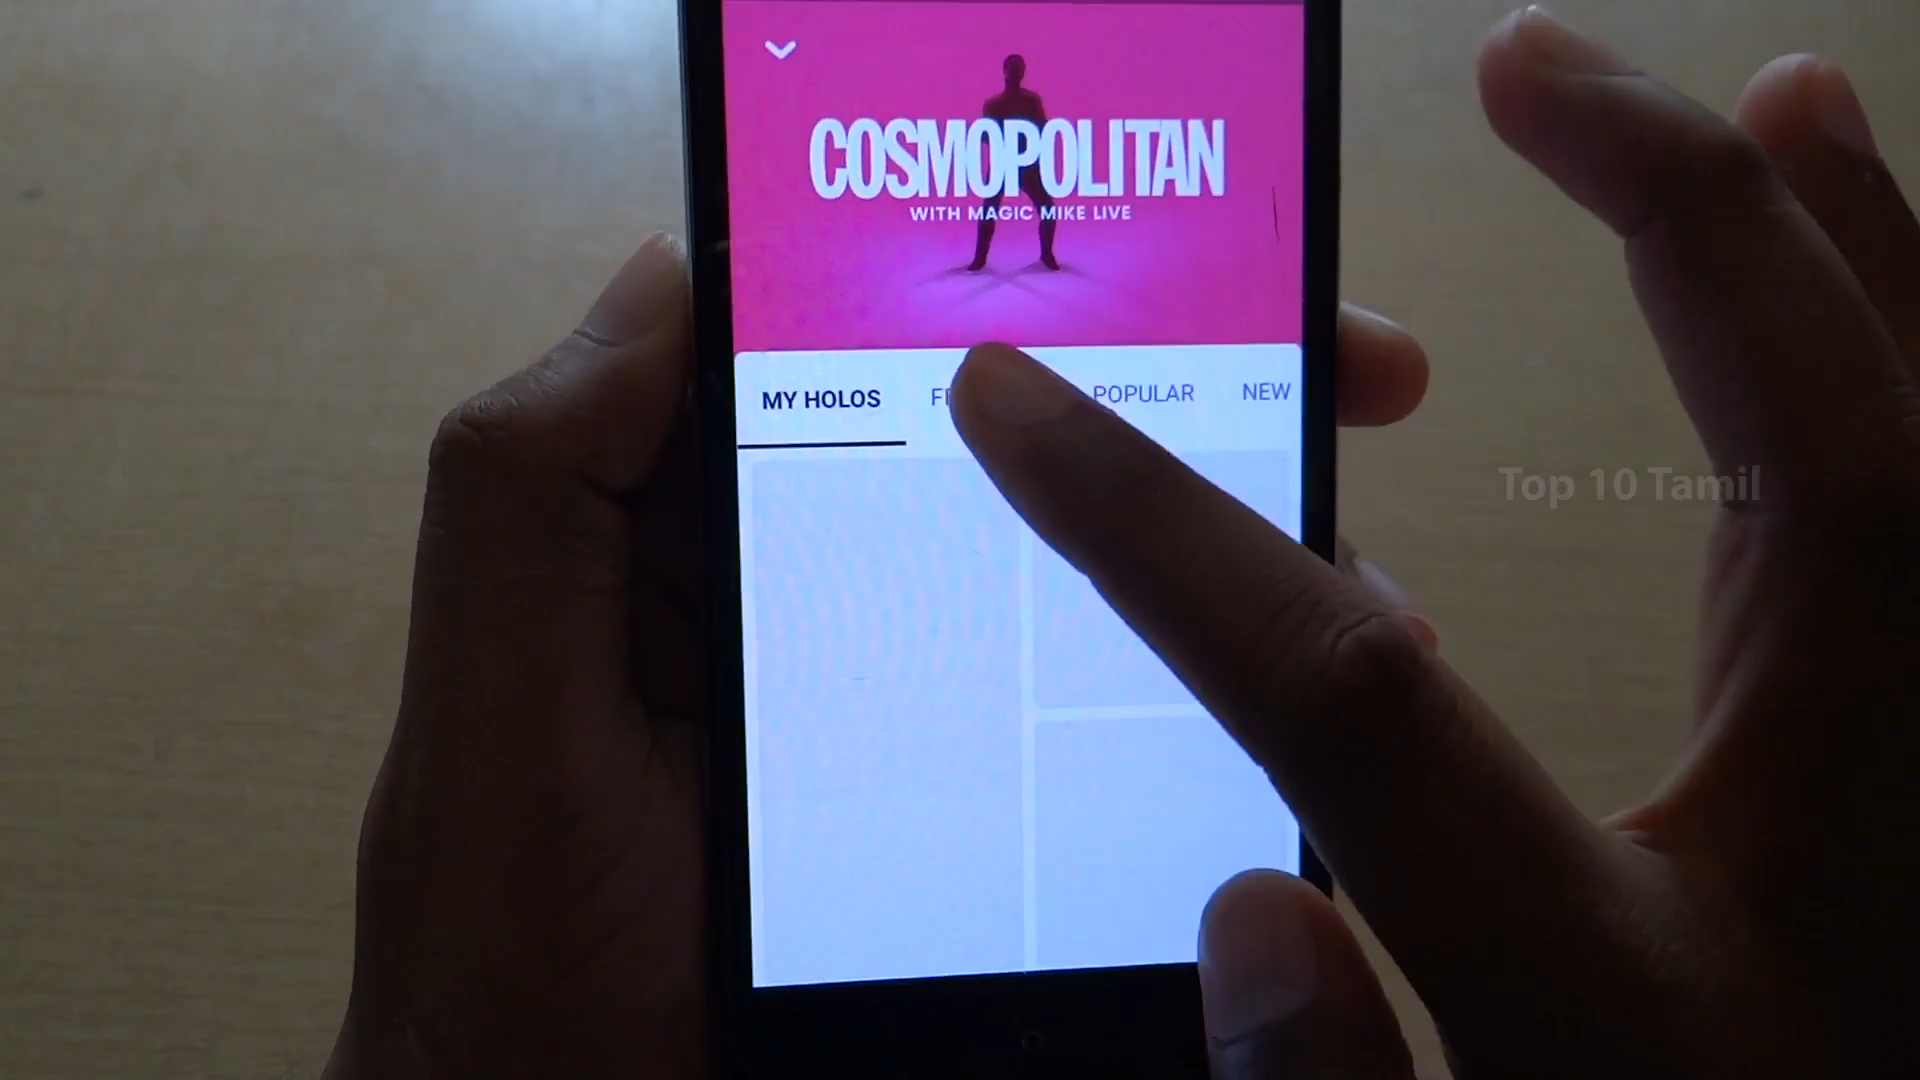 COSMOPOLITAN
WITH MAGIC MIKE LIVE
MY HOLOS
POPULAR
NEW
Top 10 Tamil